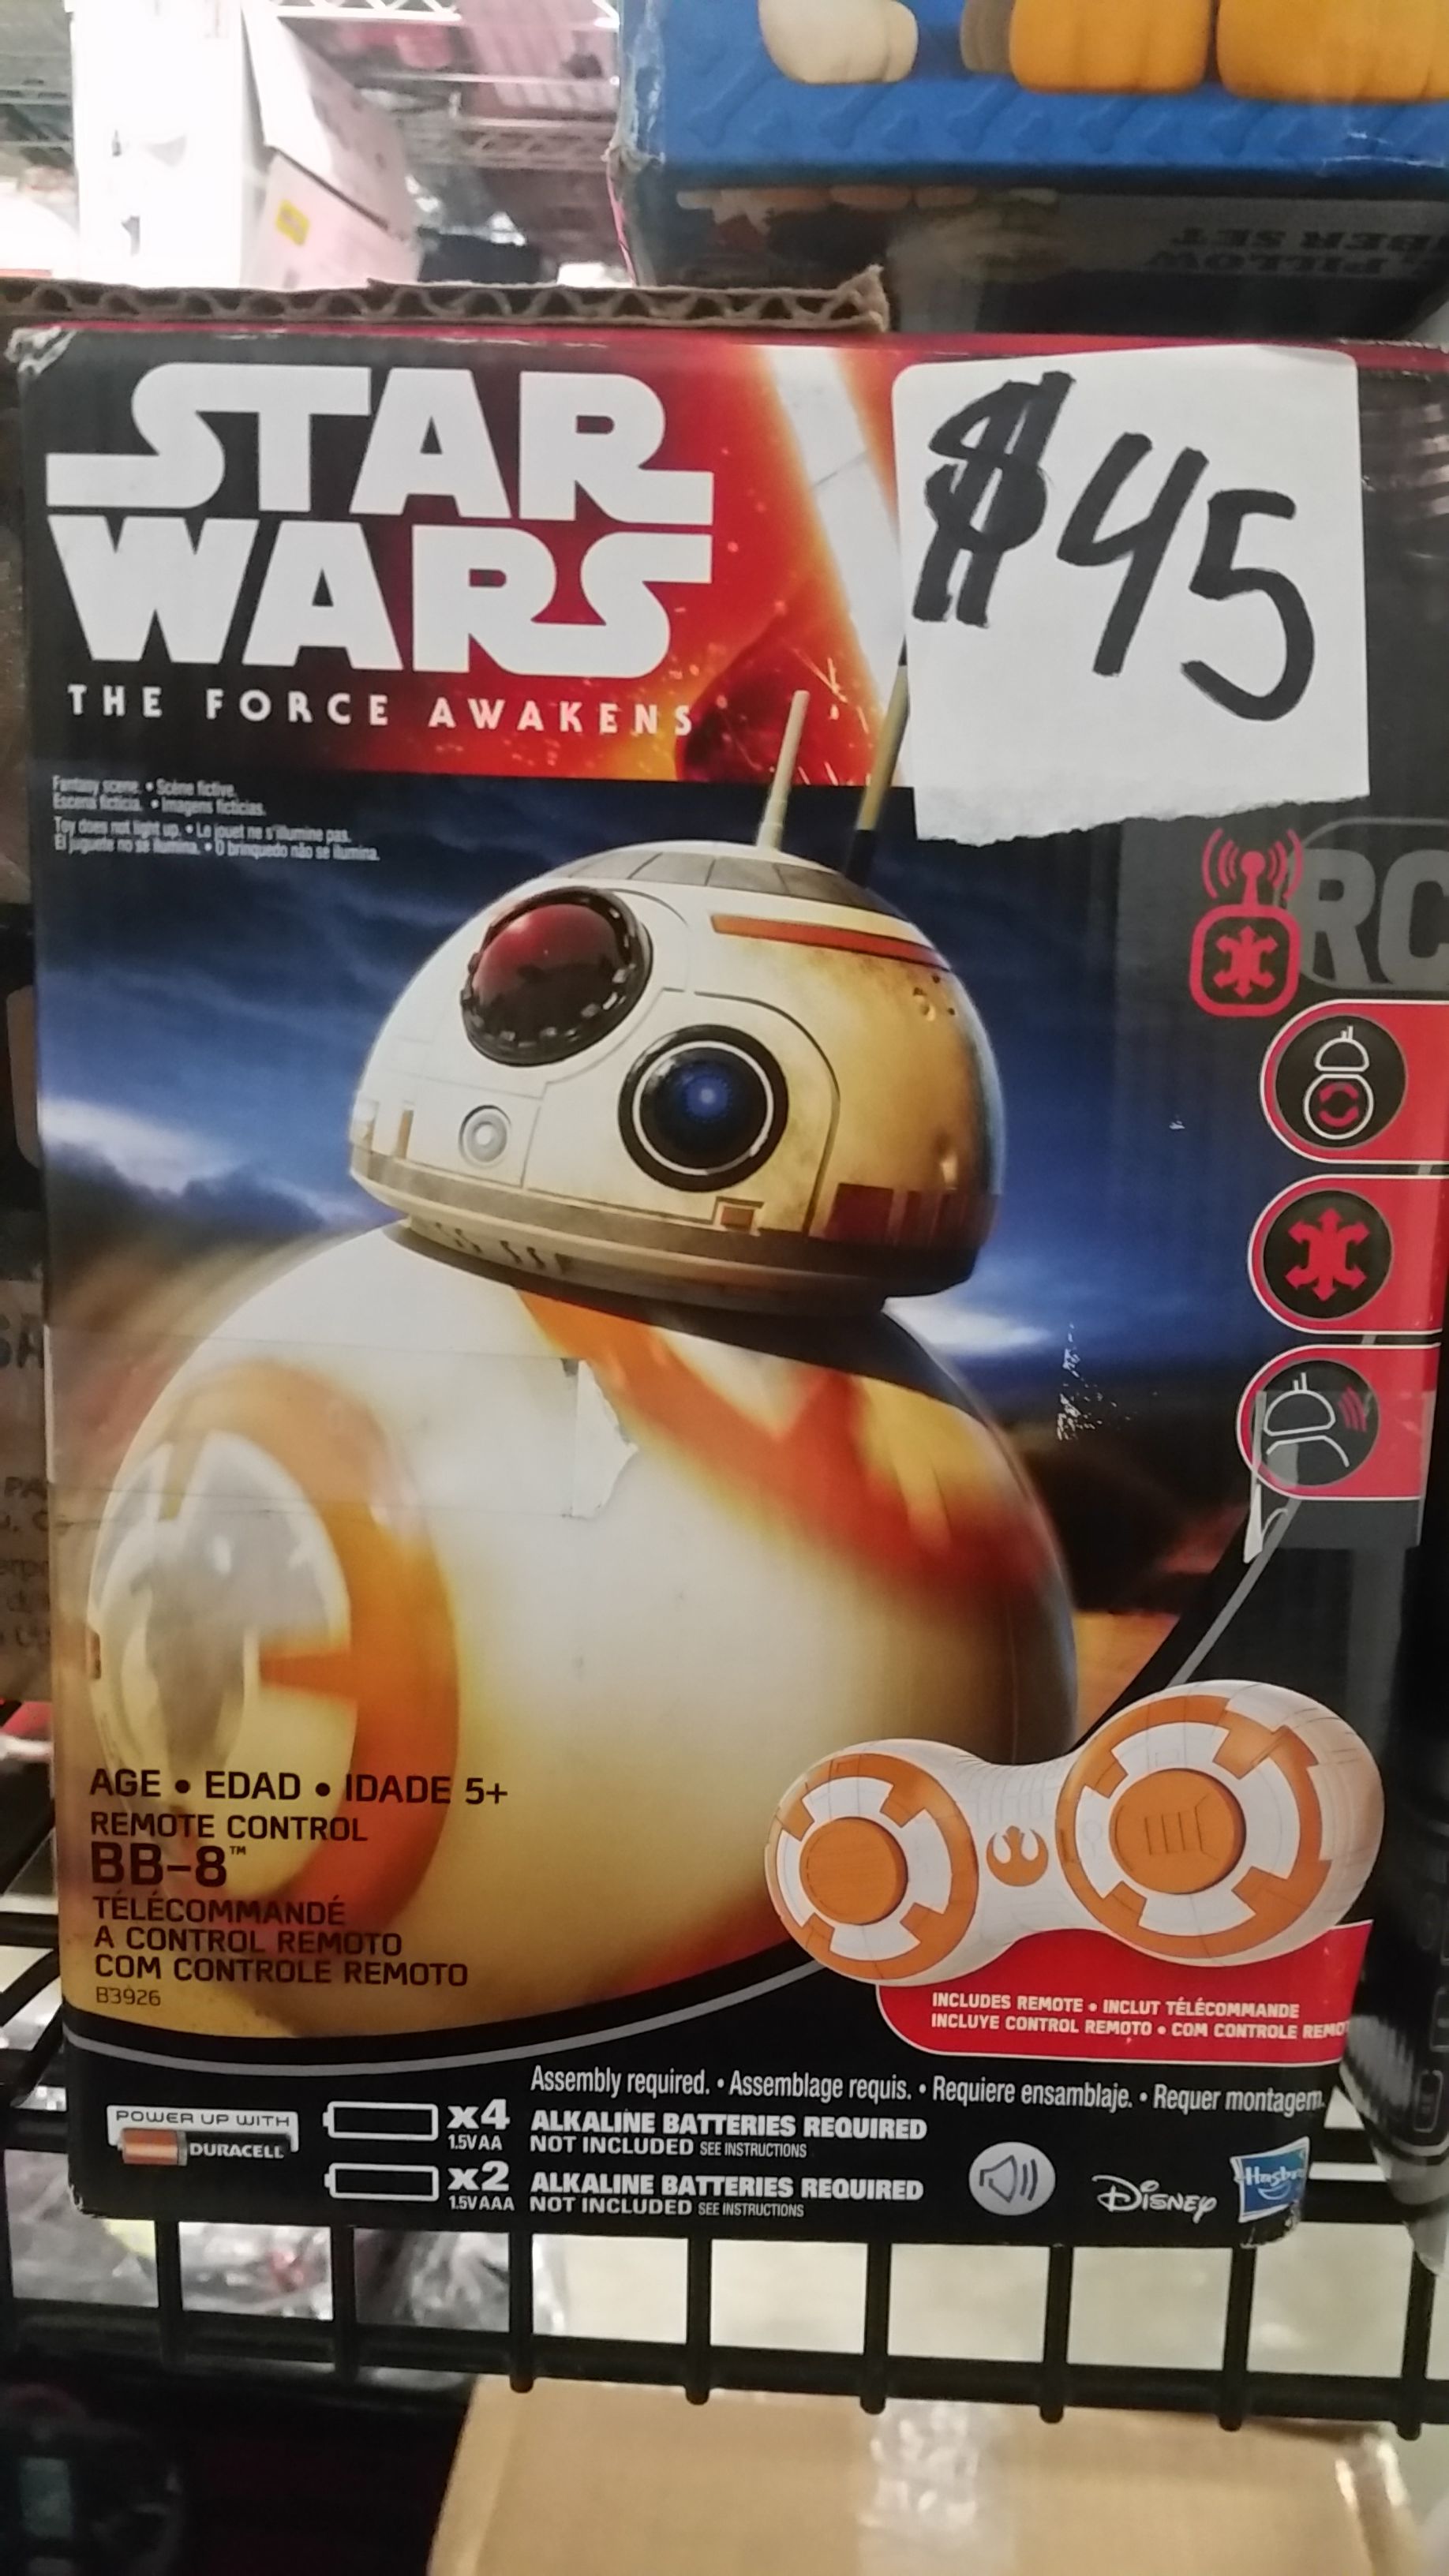 PILLOW
BER SET
STAR
WARS
THE FORCE AWAKENS
$45
Fantasy scene. • Scène fictive.
Escena ficticia. • Imagens fictícias.
Toy does not light up. • Le jouet ne s'illumine pas.
El juguete no se ilumina. • O brinquedo não se ilumina.
RC
AGE • EDAD • IDADE 5+
REMOTE CONTROL
BB-8™
TÉLÉCOMMANDÉ
A CONTROL REMOTO
COM CONTROLE REMOTO
B3926
INCLUDES REMOTE • INCLUT TÉLÉCOMMANDE
INCLUYE CONTROL REMOTO • COM CONTROLE REMO
Assembly required. • Assemblage requis. • Requiere ensamblaje. • Requer montagem.
POWER UP WITH
DURACELL
x4 ALKALINE BATTERIES REQUIRED
1.5V AA NOT INCLUDED SEE INSTRUCTIONS
x2 ALKALINE BATTERIES REQUIRED
1.5V AAA NOT INCLUDED SEE INSTRUCTIONS
Disney
Hasbro